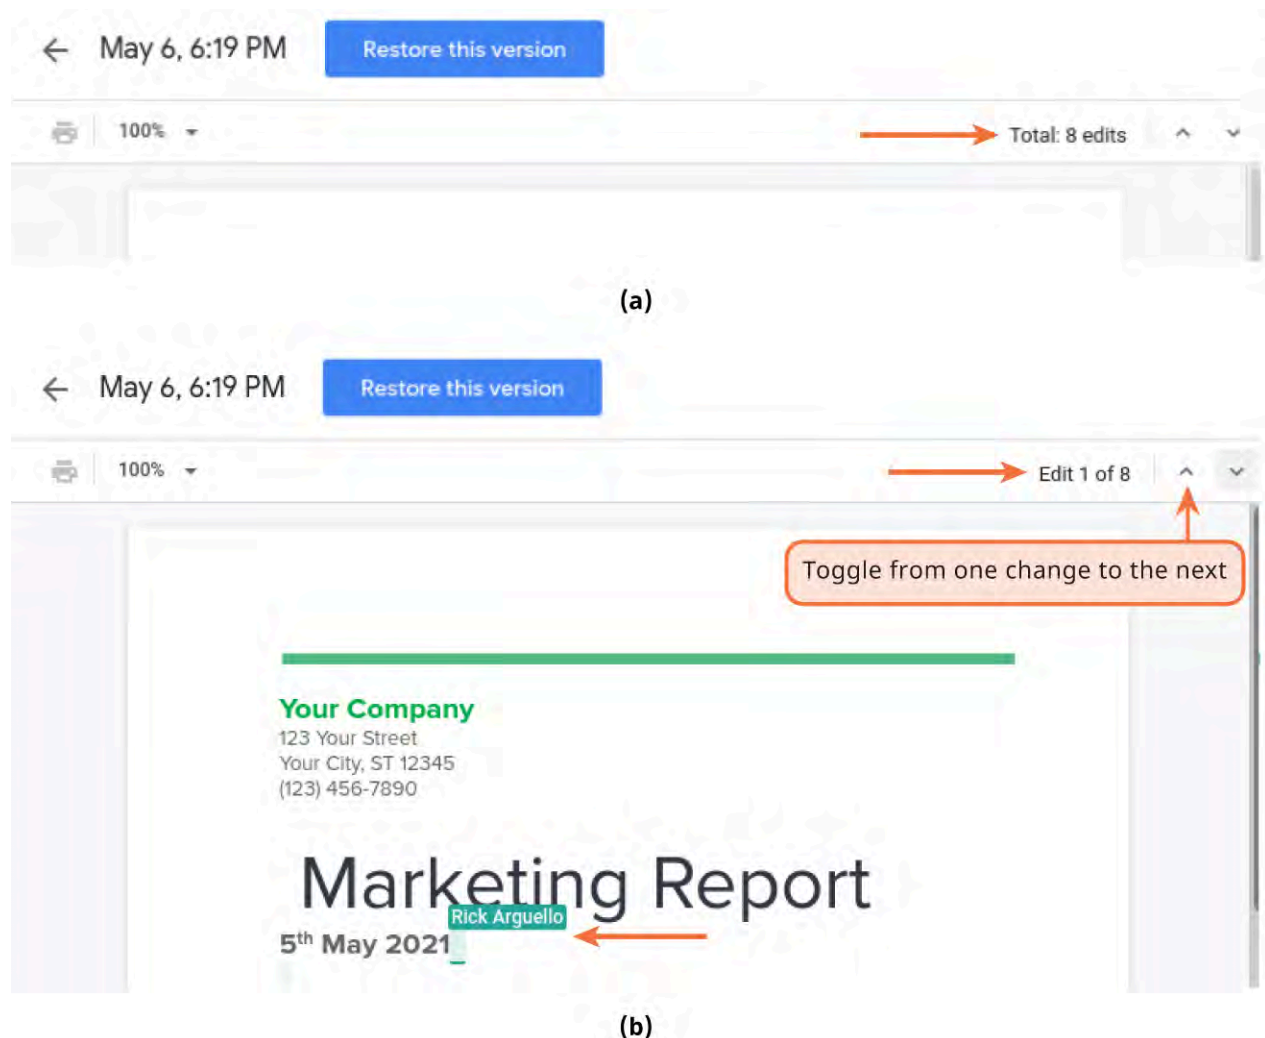 May 6, 6:19 PM Restore this version
100% Total: 8 edits
(a)
May 6, 6:19 PM Restore this version
100% Edit 1 of 8
Toggle from one change to the next
Your Company
123 Your Street
Your City, ST 12345
(123) 456-7890
Marketing Report
Rick Arguello
5th May 2021
(b)